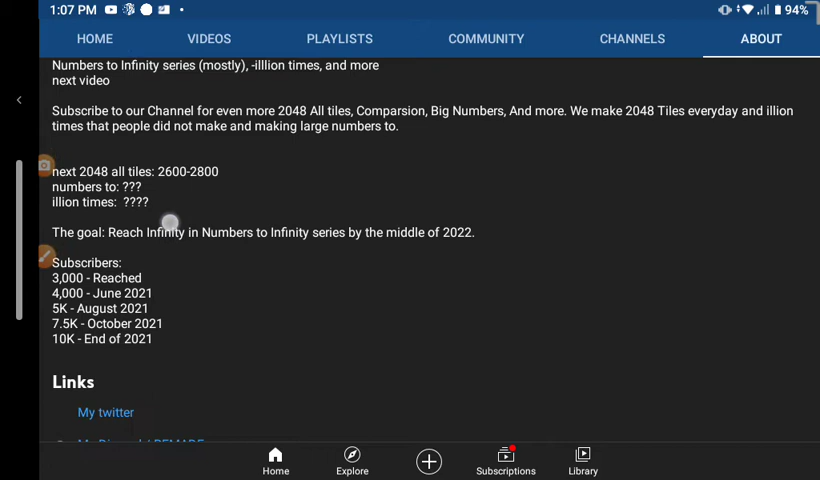 1:07 PM
94%
HOME VIDEOS PLAYLISTS COMMUNITY CHANNELS ABOUT
Numbers to Infinity series (mostly), -illlion times, and more
next video
Subscribe to our Channel for even more 2048 All tiles, Comparsion, Big Numbers, And more. We make 2048 Tiles everyday and illion
times that people did not make and making large numbers to.
next 2048 all tiles: 2600-2800
numbers to: ???
illion times: ????
The goal: Reach Infinity in Numbers to Infinity series by the middle of 2022.
Subscribers:
3,000 - Reached
4,000 - June 2021
5K - August 2021
7.5K - October 2021
10K - End of 2021
Links
My twitter
Home Explore Subscriptions Library